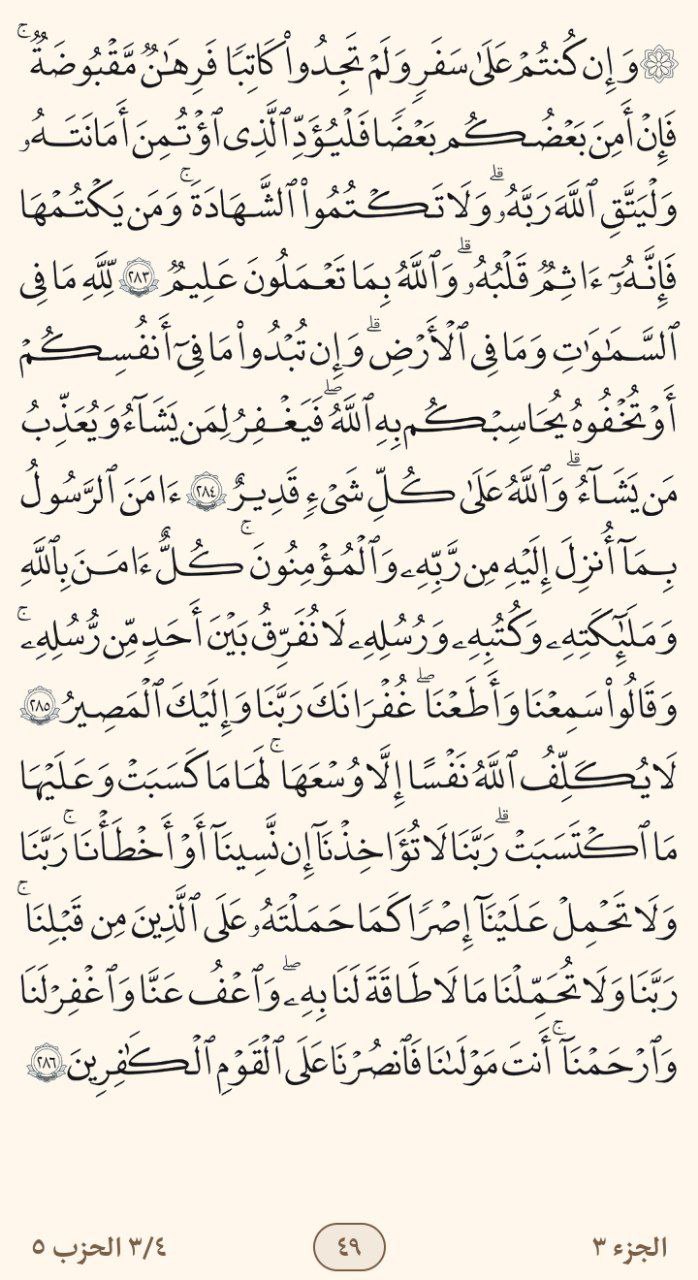 ۞ وَإِن كُنتُمْ عَلَىٰ سَفَرٍ وَلَمْ تَجِدُوا۟ كَاتِبًا فَرِهَـٰنٌ مَّقْبُوضَةٌ ۖ
فَإِنْ أَمِنَ بَعْضُكُم بَعْضًا فَلْيُؤَدِّ ٱلَّذِى ٱؤْتُمِنَ أَمَـٰنَتَهُۥ
وَلْيَتَّقِ ٱللَّهَ رَبَّهُۥ ۗ وَلَا تَكْتُمُوا۟ ٱلشَّهَـٰدَةَ ۚ وَمَن يَكْتُمْهَا
فَإِنَّهُۥٓ ءَاثِمٌ قَلْبُهُۥ ۗ وَٱللَّهُ بِمَا تَعْمَلُونَ عَلِيمٌ ٢٨٣ لِّلَّهِ مَا فِى
ٱلسَّمَـٰوَٰتِ وَمَا فِى ٱلْأَرْضِ ۗ وَإِن تُبْدُوا۟ مَا فِىٓ أَنفُسِكُمْ
أَوْ تُخْفُوهُ يُحَاسِبْكُم بِهِ ٱللَّهُ ۖ فَيَغْفِرُ لِمَن يَشَآءُ وَيُعَذِّبُ
مَن يَشَآءُ ۗ وَٱللَّهُ عَلَىٰ كُلِّ شَىْءٍ قَدِيرٌ ٢٨٤ ءَامَنَ ٱلرَّسُولُ
بِمَآ أُنزِلَ إِلَيْهِ مِن رَّبِّهِۦ وَٱلْمُؤْمِنُونَ ۚ كُلٌّ ءَامَنَ بِٱللَّهِ
وَمَلَـٰٓئِكَتِهِۦ وَكُتُبِهِۦ وَرُسُلِهِۦ لَا نُفَرِّقُ بَيْنَ أَحَدٍ مِّن رُّسُلِهِۦ ۚ
وَقَالُوا۟ سَمِعْنَا وَأَطَعْنَا ۖ غُفْرَانَكَ رَبَّنَا وَإِلَيْكَ ٱلْمَصِيرُ ٢٨٥
لَا يُكَلِّفُ ٱللَّهُ نَفْسًا إِلَّا وُسْعَهَا ۚ لَهَا مَا كَسَبَتْ وَعَلَيْهَا
مَا ٱكْتَسَبَتْ ۗ رَبَّنَا لَا تُؤَاخِذْنَآ إِن نَّسِينَآ أَوْ أَخْطَأْنَا ۚ رَبَّنَا
وَلَا تَحْمِلْ عَلَيْنَآ إِصْرًا كَمَا حَمَلْتَهُۥ عَلَى ٱلَّذِينَ مِن قَبْلِنَا ۚ
رَبَّنَا وَلَا تُحَمِّلْنَا مَا لَا طَاقَةَ لَنَا بِهِۦ ۖ وَٱعْفُ عَنَّا وَٱغْفِرْ لَنَا
وَٱرْحَمْنَآ ۚ أَنتَ مَوْلَىٰنَا فَٱنصُرْنَا عَلَى ٱلْقَوْمِ ٱلْكَـٰفِرِينَ ٢٨٦
الجزء ٣ ٤٩ ٣/٤ الحزب ٥